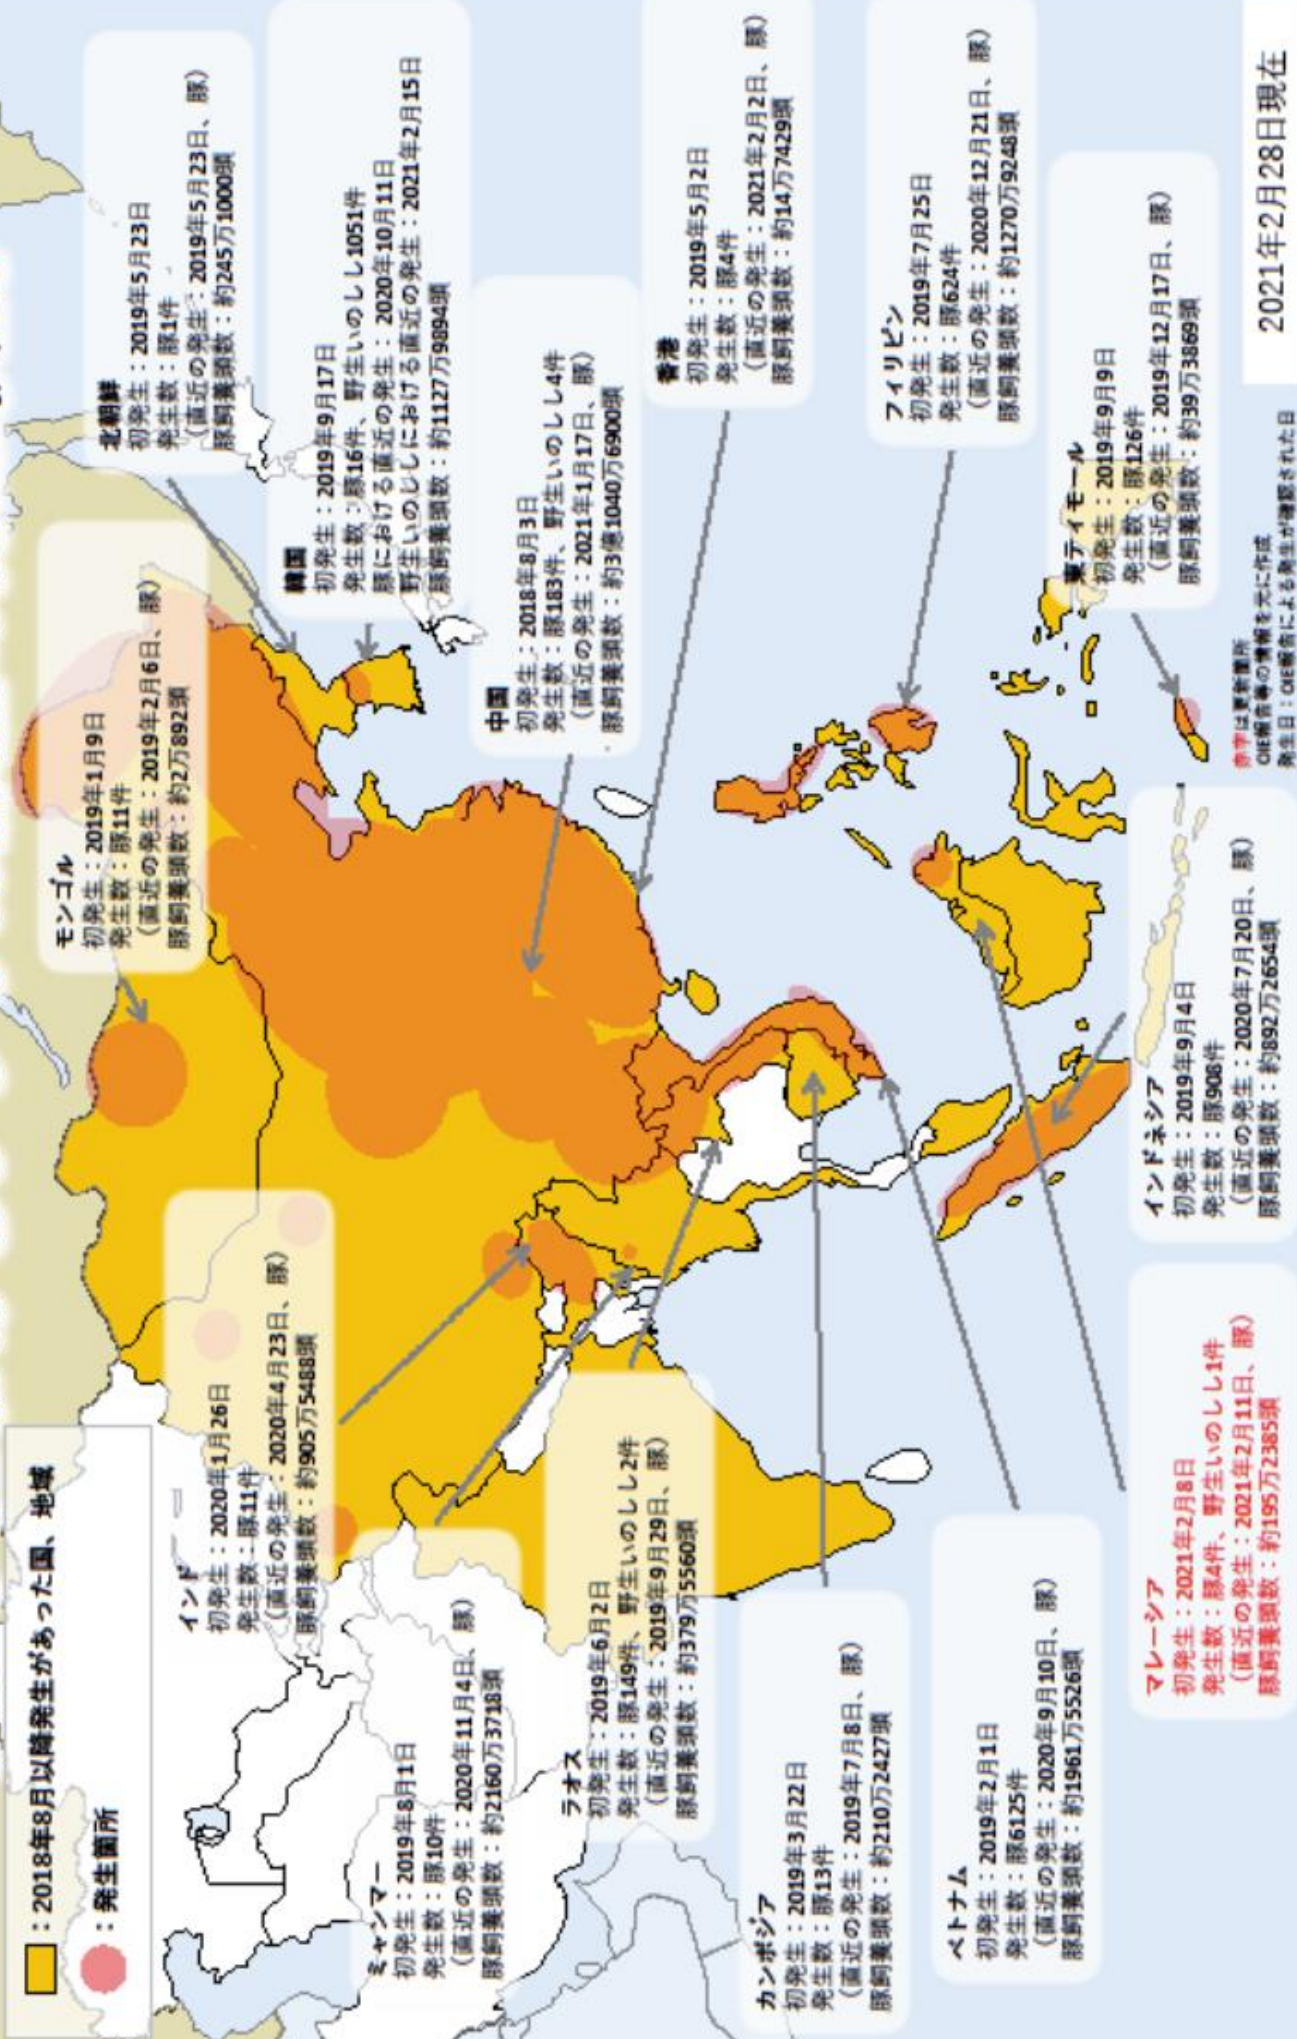 ：2018年8月以降発生があった国、地域
：発生箇所
モンゴル
初発生：2019年1月9日
発生数：豚11件
（直近の発生：2019年2月6日、豚）
豚飼養頭数：約2万892頭
北朝鮮
初発生：2019年5月23日
発生数：豚1件
（直近の発生：2019年5月23日、豚）
豚飼養頭数：約245万1000頭
インド
初発生：2020年1月26日
発生数：豚11件
（直近の発生：2020年4月23日、豚）
豚飼養頭数：約905万5488頭
韓国
初発生：2019年9月17日
発生数：豚16件、野生いのしし1051件
豚における直近の発生：2020年10月11日
野生いのししにおける直近の発生：2021年2月15日
豚飼養頭数：約1127万9894頭
ミャンマー
初発生：2019年8月1日
発生数：豚10件
（直近の発生：2020年11月4日、豚）
豚飼養頭数：約2160万3718頭
中国
初発生：2018年8月3日
発生数：豚183件、野生いのしし4件
（直近の発生：2021年1月17日、豚）
豚飼養頭数：約3億1040万6900頭
ラオス
初発生：2019年6月2日
発生数：豚149件、野生いのしし2件
（直近の発生：2019年9月29日、豚）
豚飼養頭数：約379万5560頭
香港
初発生：2019年5月2日
発生数：豚4件
（直近の発生：2021年2月2日、豚）
豚飼養頭数：約14万7429頭
カンボジア
初発生：2019年3月22日
発生数：豚13件
（直近の発生：2019年7月8日、豚）
豚飼養頭数：約210万2427頭
フィリピン
初発生：2019年7月25日
発生数：豚624件
（直近の発生：2020年12月21日、豚）
豚飼養頭数：約1270万9248頭
ベトナム
初発生：2019年2月1日
発生数：豚6125件
（直近の発生：2020年9月10日、豚）
豚飼養頭数：約1961万5526頭
東ティモール
初発生：2019年9月9日
発生数：豚126件
（直近の発生：2019年12月17日、豚）
豚飼養頭数：約39万3869頭
マレーシア
初発生：2021年2月8日
発生数：豚4件、野生いのしし1件
（直近の発生：2021年2月11日、豚）
豚飼養頭数：約195万2385頭
インドネシア
初発生：2019年9月4日
発生数：豚908件
（直近の発生：2020年7月20日、豚）
豚飼養頭数：約892万2654頭
赤字は更新箇所
OIE報告等の情報を元に作成
発生日：OIE報告による発生が確認された日
2021年2月28日現在